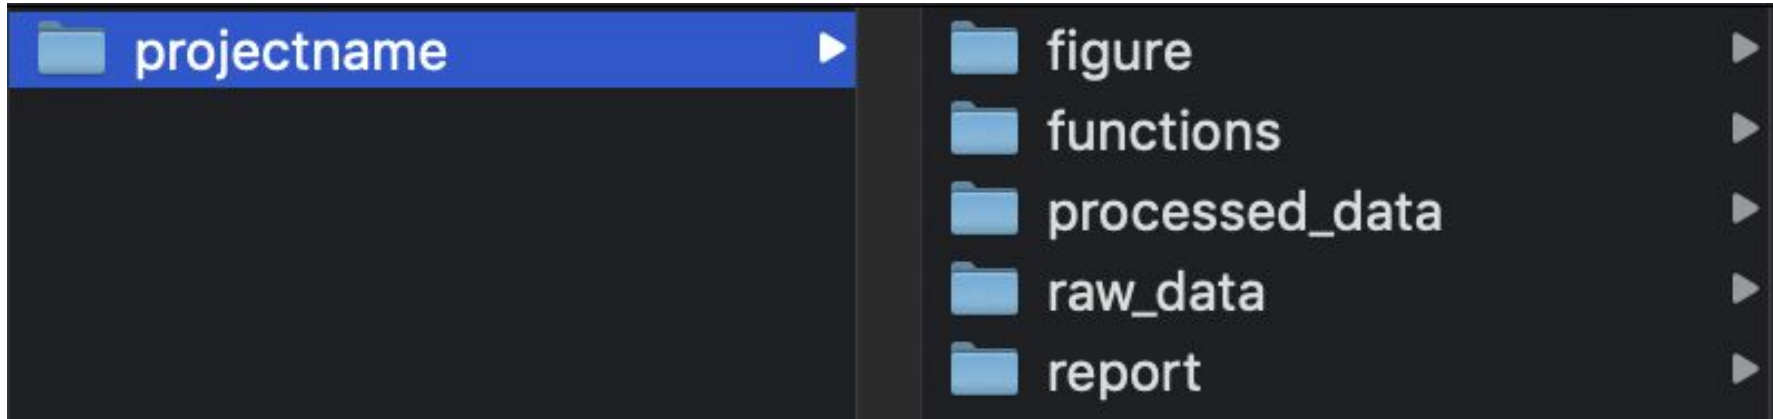 projectname
figure
functions
processed_data
raw_data
report